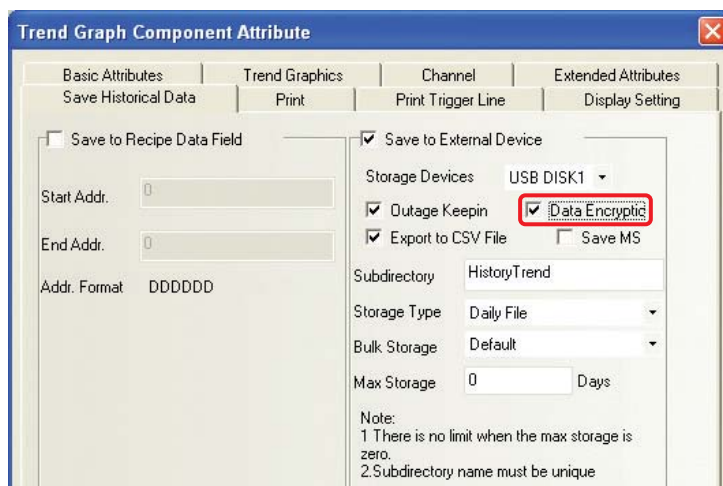 Trend Graph Component Attribute
Basic Attributes Trend Graphics Channel Extended Attributes
Save Historical Data Print Print Trigger Line Display Setting
Save to Recipe Data Field
Start Addr. 0
End Addr. 0
Addr. Format DDDDDD
Save to External Device
Storage Devices USB DISK1
Outage Keepin Data Encryptic
Export to CSV File Save MS
Subdirectory HistoryTrend
Storage Type Daily File
Bulk Storage Default
Max Storage 0 Days
Note:
1 There is no limit when the max storage is
zero.
2.Subdirectory name must be unique